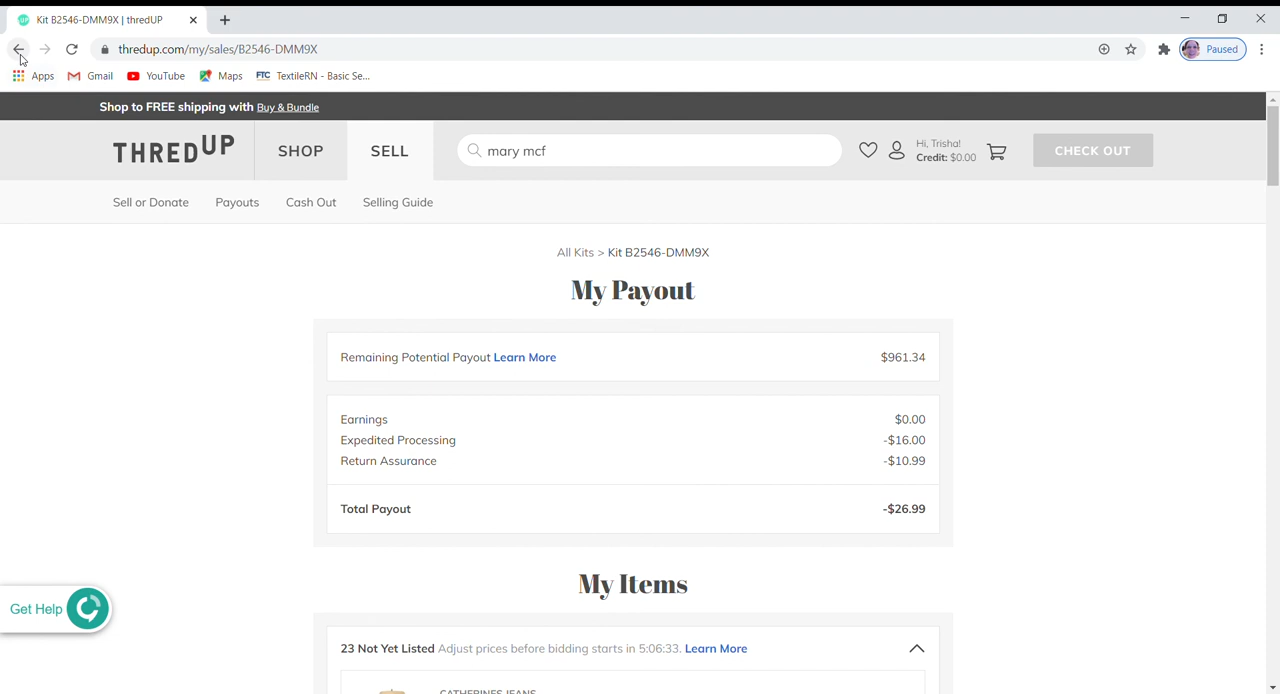 Kit B2546-DMM9X | thredUP
thredup.com/my/sales/B2546-DMM9X
Paused
Apps Gmail YouTube Maps FTC TextileRN - Basic Se...
Shop to FREE shipping with Buy & Bundle
THREDUP SHOP SELL mary mcf Hi, Trisha! Credit: $0.00 CHECK OUT
Sell or Donate Payouts Cash Out Selling Guide
All Kits > Kit B2546-DMM9X
My Payout
Remaining Potential Payout Learn More $961.34
Earnings $0.00
Expedited Processing -$16.00
Return Assurance -$10.99
Total Payout -$26.99
My Items
Get Help
23 Not Yet Listed Adjust prices before bidding starts in 5:06:33. Learn More
CATHERINES JEANS